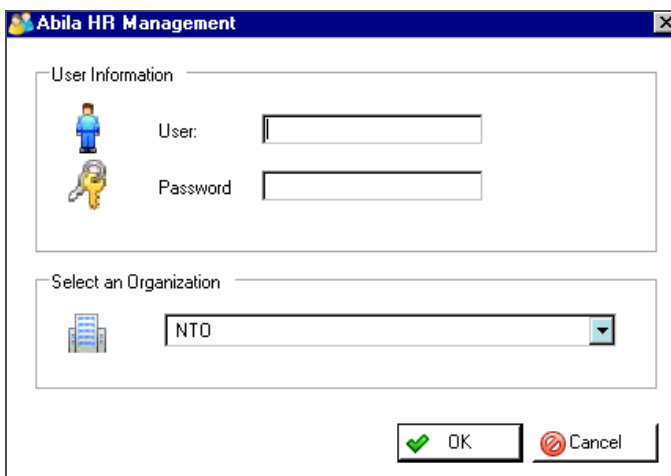 Abila HR Management
User Information
User:
Password
Select an Organization
NTO
OK
Cancel